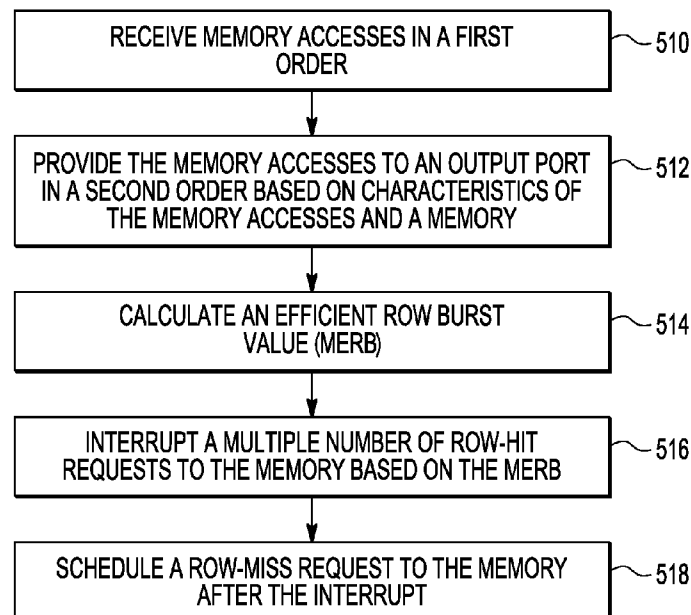 RECEIVE MEMORY ACCESSES IN A FIRST
ORDER
510
PROVIDE THE MEMORY ACCESSES TO AN OUTPUT PORT
IN A SECOND ORDER BASED ON CHARACTERISTICS OF
THE MEMORY ACCESSES AND A MEMORY
512
CALCULATE AN EFFICIENT ROW BURST
VALUE (MERB)
514
INTERRUPT A MULTIPLE NUMBER OF ROW-HIT
REQUESTS TO THE MEMORY BASED ON THE MERB
516
SCHEDULE A ROW-MISS REQUEST TO THE MEMORY
AFTER THE INTERRUPT
518